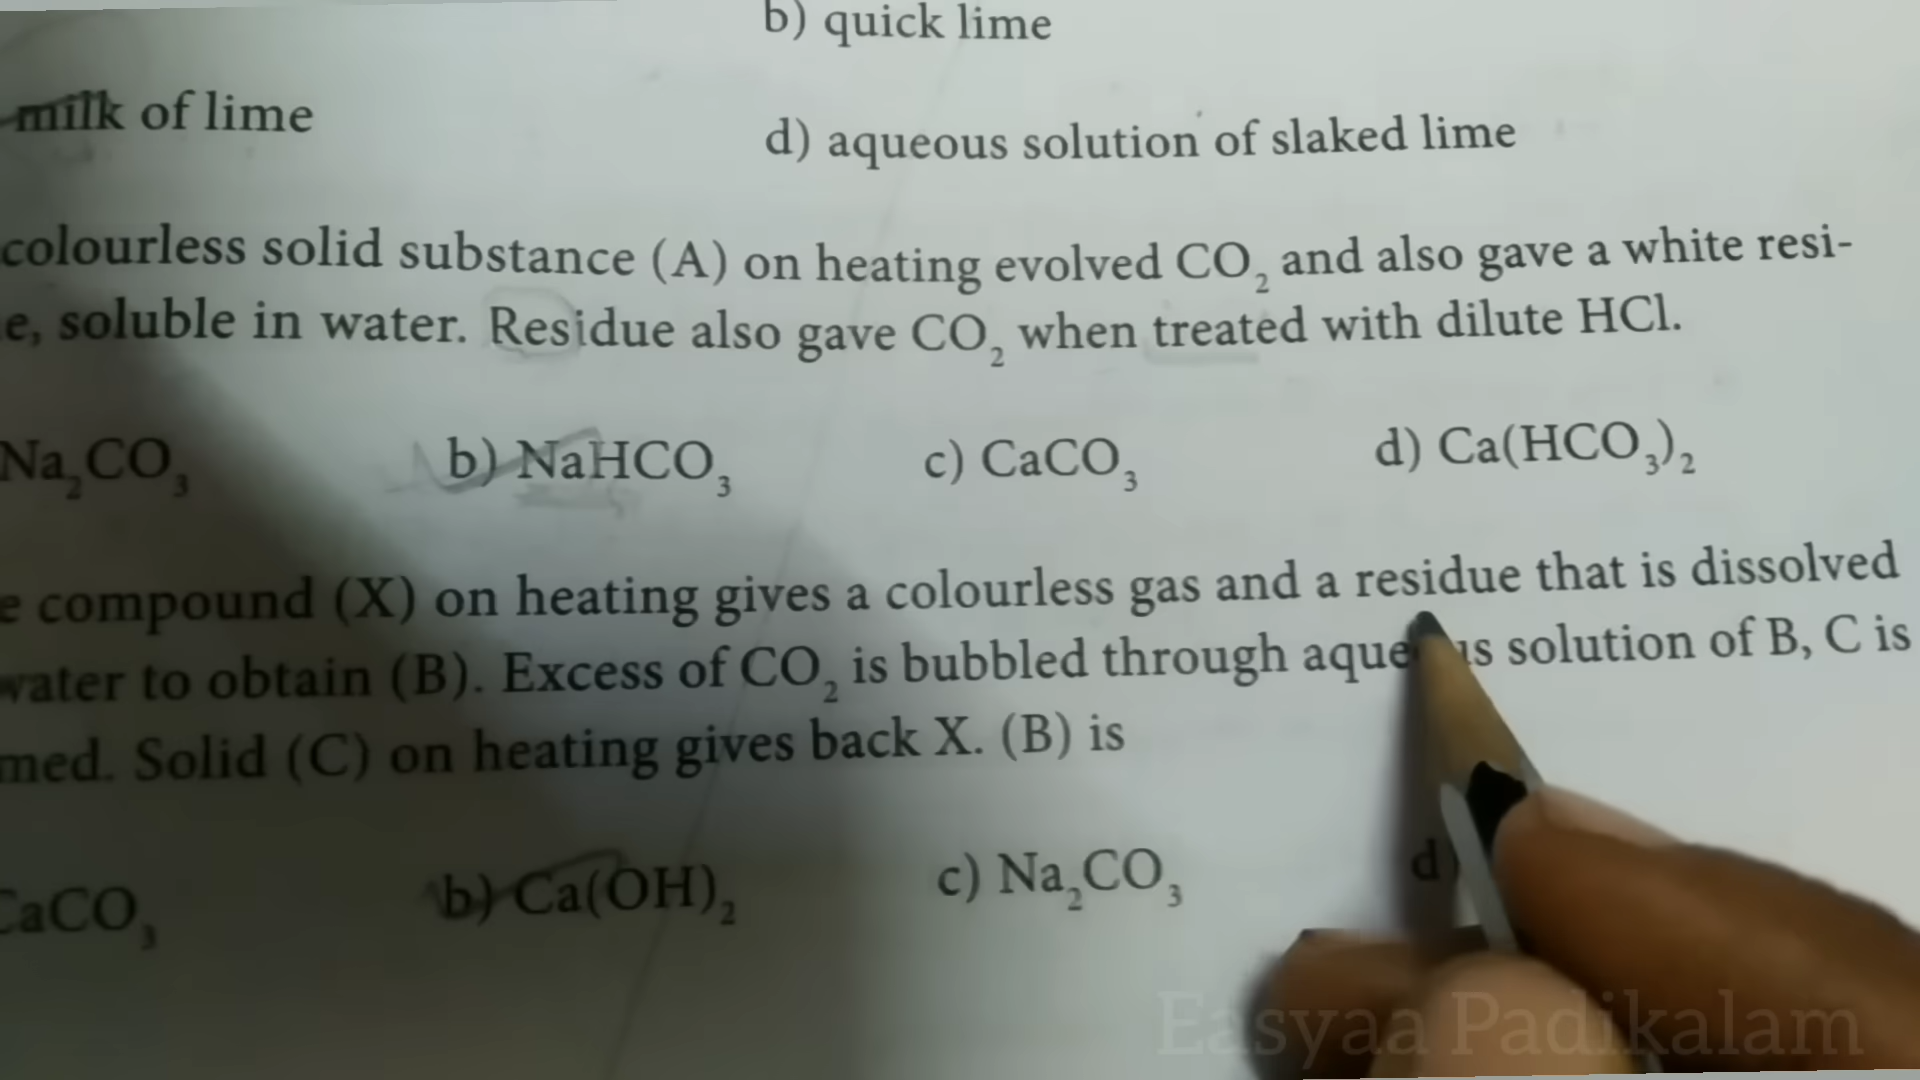 b) quick lime
milk of lime
d) aqueous solution of slaked lime
colourless solid substance (A) on heating evolved CO₂ and also gave a white resi-
e, soluble in water. Residue also gave CO₂ when treated with dilute HCl.
Na₂CO₃ b) NaHCO₃ c) CaCO₃ d) Ca(HCO₃)₂
e compound (X) on heating gives a colourless gas and a residue that is dissolved
water to obtain (B). Excess of CO₂ is bubbled through aque us solution of B, C is
med. Solid (C) on heating gives back X. (B) is
CaCO₃ b) Ca(OH)₂ c) Na₂CO₃ d
Easyaa Padikalam